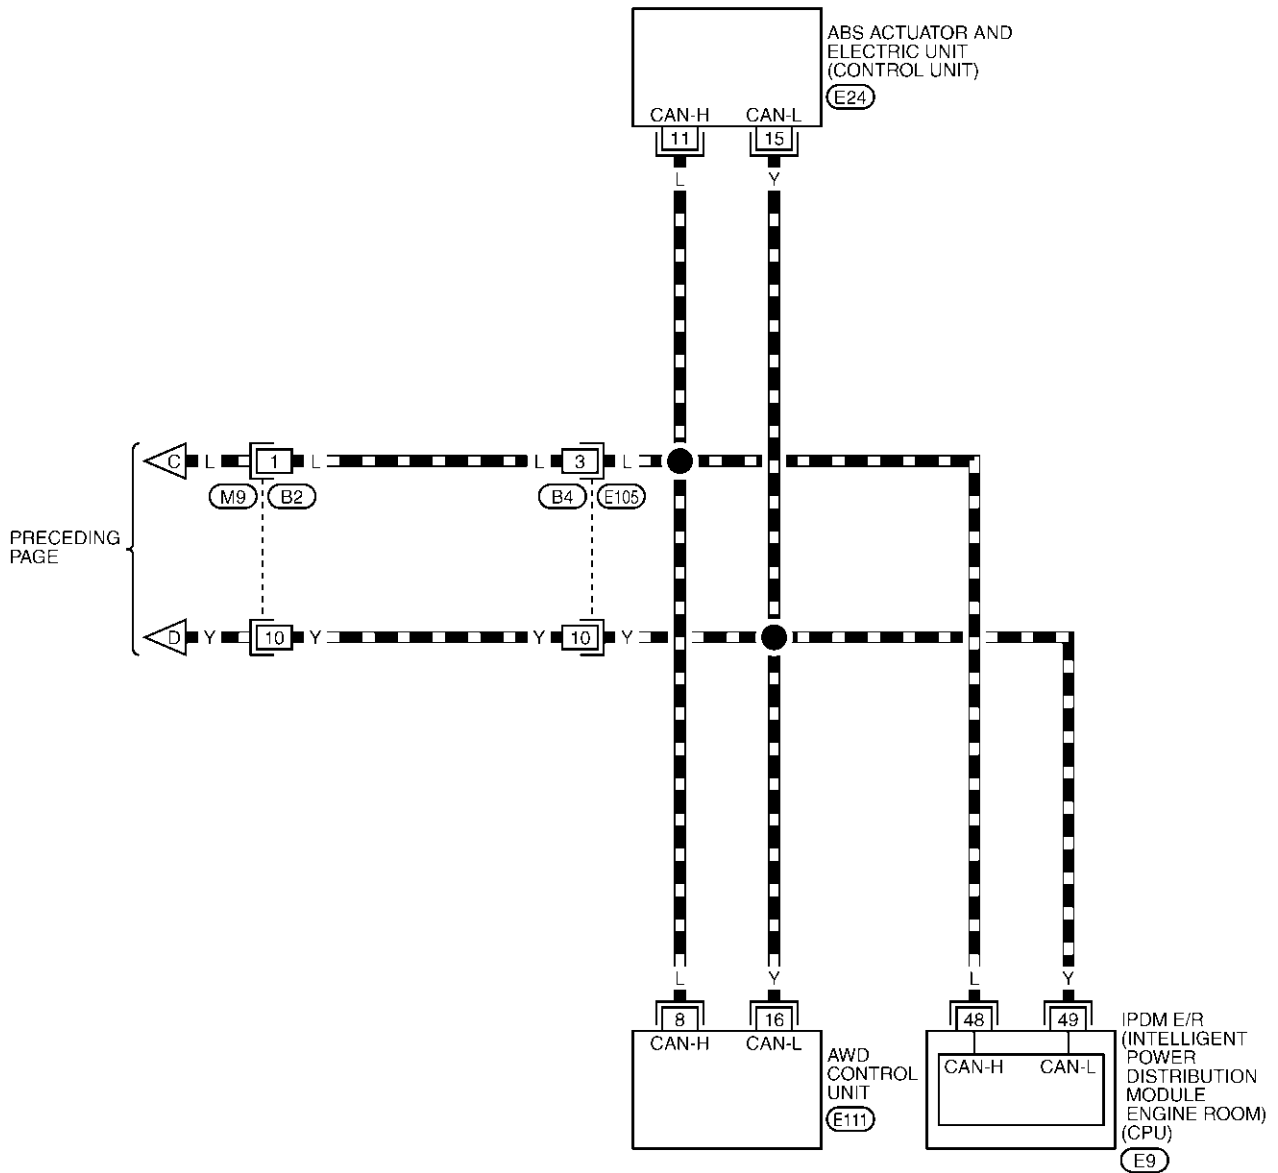 ABS ACTUATOR AND
ELECTRIC UNIT
(CONTROL UNIT)
E24
CAN-H CAN-L
11 15
L Y
C L 1 L L 3 L
M9 B2 B4 E105
PRECEDING
PAGE
D Y 10 Y Y 10 Y
L Y L Y
8 16 48 49
CAN-H CAN-L
AWD
CONTROL
UNIT
E111
CAN-H CAN-L
IPDM E/R
(INTELLIGENT
POWER
DISTRIBUTION
MODULE
ENGINE ROOM)
(CPU)
E9